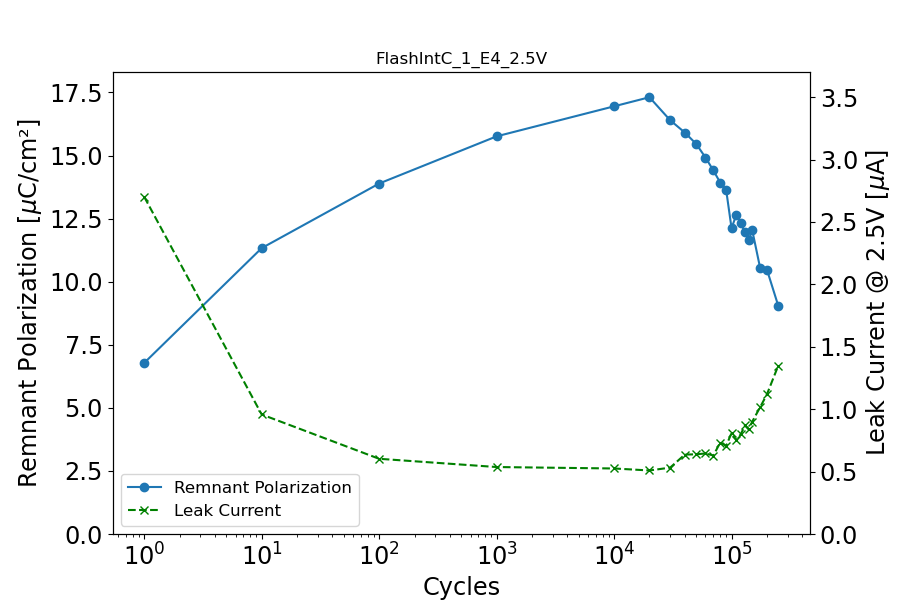 FlashIntC_1_E4_2.5V
Remnant Polarization [μC/cm²]
17.5
15.0
12.5
10.0
7.5
5.0
2.5
0.0
3.5
3.0
2.5
2.0
1.5
1.0
0.5
0.0
Leak Current @ 2.5V [μA]
Remnant Polarization
Leak Current
10⁰ 10¹ 10² 10³ 10⁴ 10⁵
Cycles